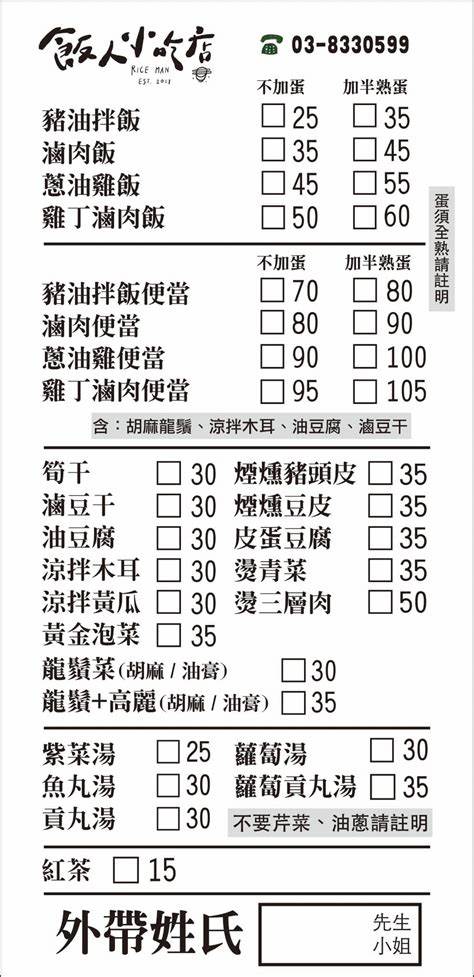 飯人小吃店
RICE MAN
EST. 2021
03-8330599
不加蛋 加半熟蛋
豬油拌飯 25 35
滷肉飯 35 45
蔥油雞飯 45 55
雞丁滷肉飯 50 60
蛋須全熟請註明
不加蛋 加半熟蛋
豬油拌飯便當 70 80
滷肉便當 80 90
蔥油雞便當 90 100
雞丁滷肉便當 95 105
含：胡麻龍鬚、涼拌木耳、油豆腐、滷豆干
筍干 30 煙燻豬頭皮 35
滷豆干 30 煙燻豆皮 35
油豆腐 30 皮蛋豆腐 35
涼拌木耳 30 燙青菜 35
涼拌黃瓜 30 燙三層肉 50
黃金泡菜 35
龍鬚菜(胡麻 / 油膏) 30
龍鬚+高麗(胡麻 / 油膏) 35
紫菜湯 25 蘿蔔湯 30
魚丸湯 30 蘿蔔貢丸湯 35
貢丸湯 30 不要芹菜、油蔥請註明
紅茶 15
外帶姓氏 先生
小姐